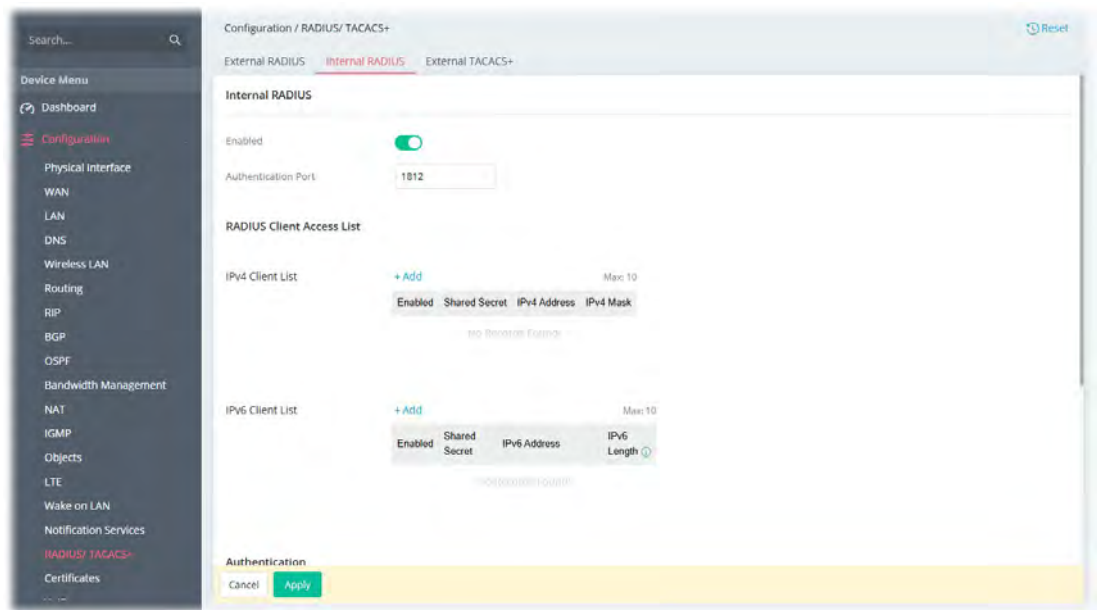 Search...
Device Menu
Dashboard
Configuration
Physical Interface
WAN
LAN
DNS
Wireless LAN
Routing
RIP
BGP
OSPF
Bandwidth Management
NAT
IGMP
Objects
LTE
Wake on LAN
Notification Services
RADIUS/ TACACS+
Certificates
Configuration / RADIUS/ TACACS+
Reset
External RADIUS Internal RADIUS External TACACS+
Internal RADIUS
Enabled
Authentication Port 1812
RADIUS Client Access List
IPv4 Client List + Add Max: 10
Enabled Shared Secret IPv4 Address IPv4 Mask
No Records Found
IPv6 Client List + Add Max: 10
Enabled Shared Secret IPv6 Address IPv6 Length
Authentication
Cancel Apply